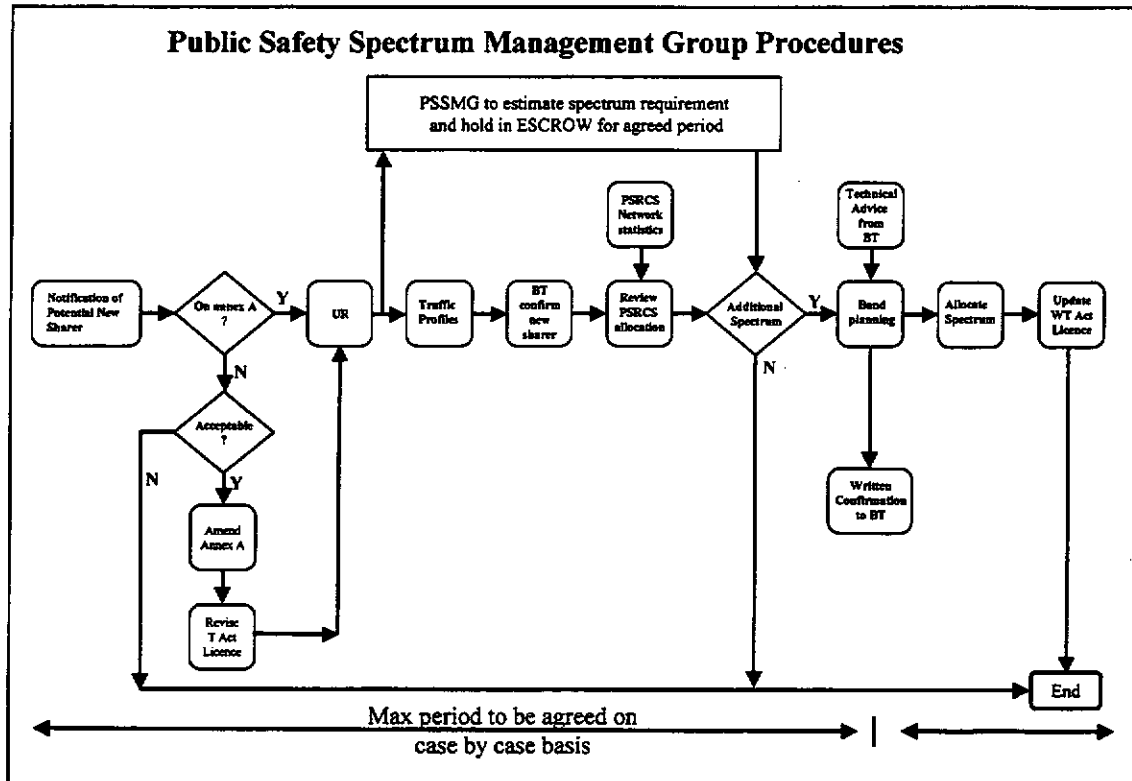 Public Safety Spectrum Management Group Procedures
PSSMG to estimate spectrum requirement
and hold in ESCROW for agreed period
PSRCS
Network
statistics
Technical
Advice
from
BT
Notification of
Potential New
Sharer
On annex A
?
Y
UR
Traffic
Profiles
BT
confirm
new
sharer
Review
PSRCS
allocation
Additional
Spectrum
Y
Band
planning
Allocate
Spectrum
Update
WT Act
Licence
N
N
Acceptable
?
N
Y
Written
Confirmation
to BT
Amend
Annex A
Revise
T Act
Licence
End
Max period to be agreed on
case by case basis